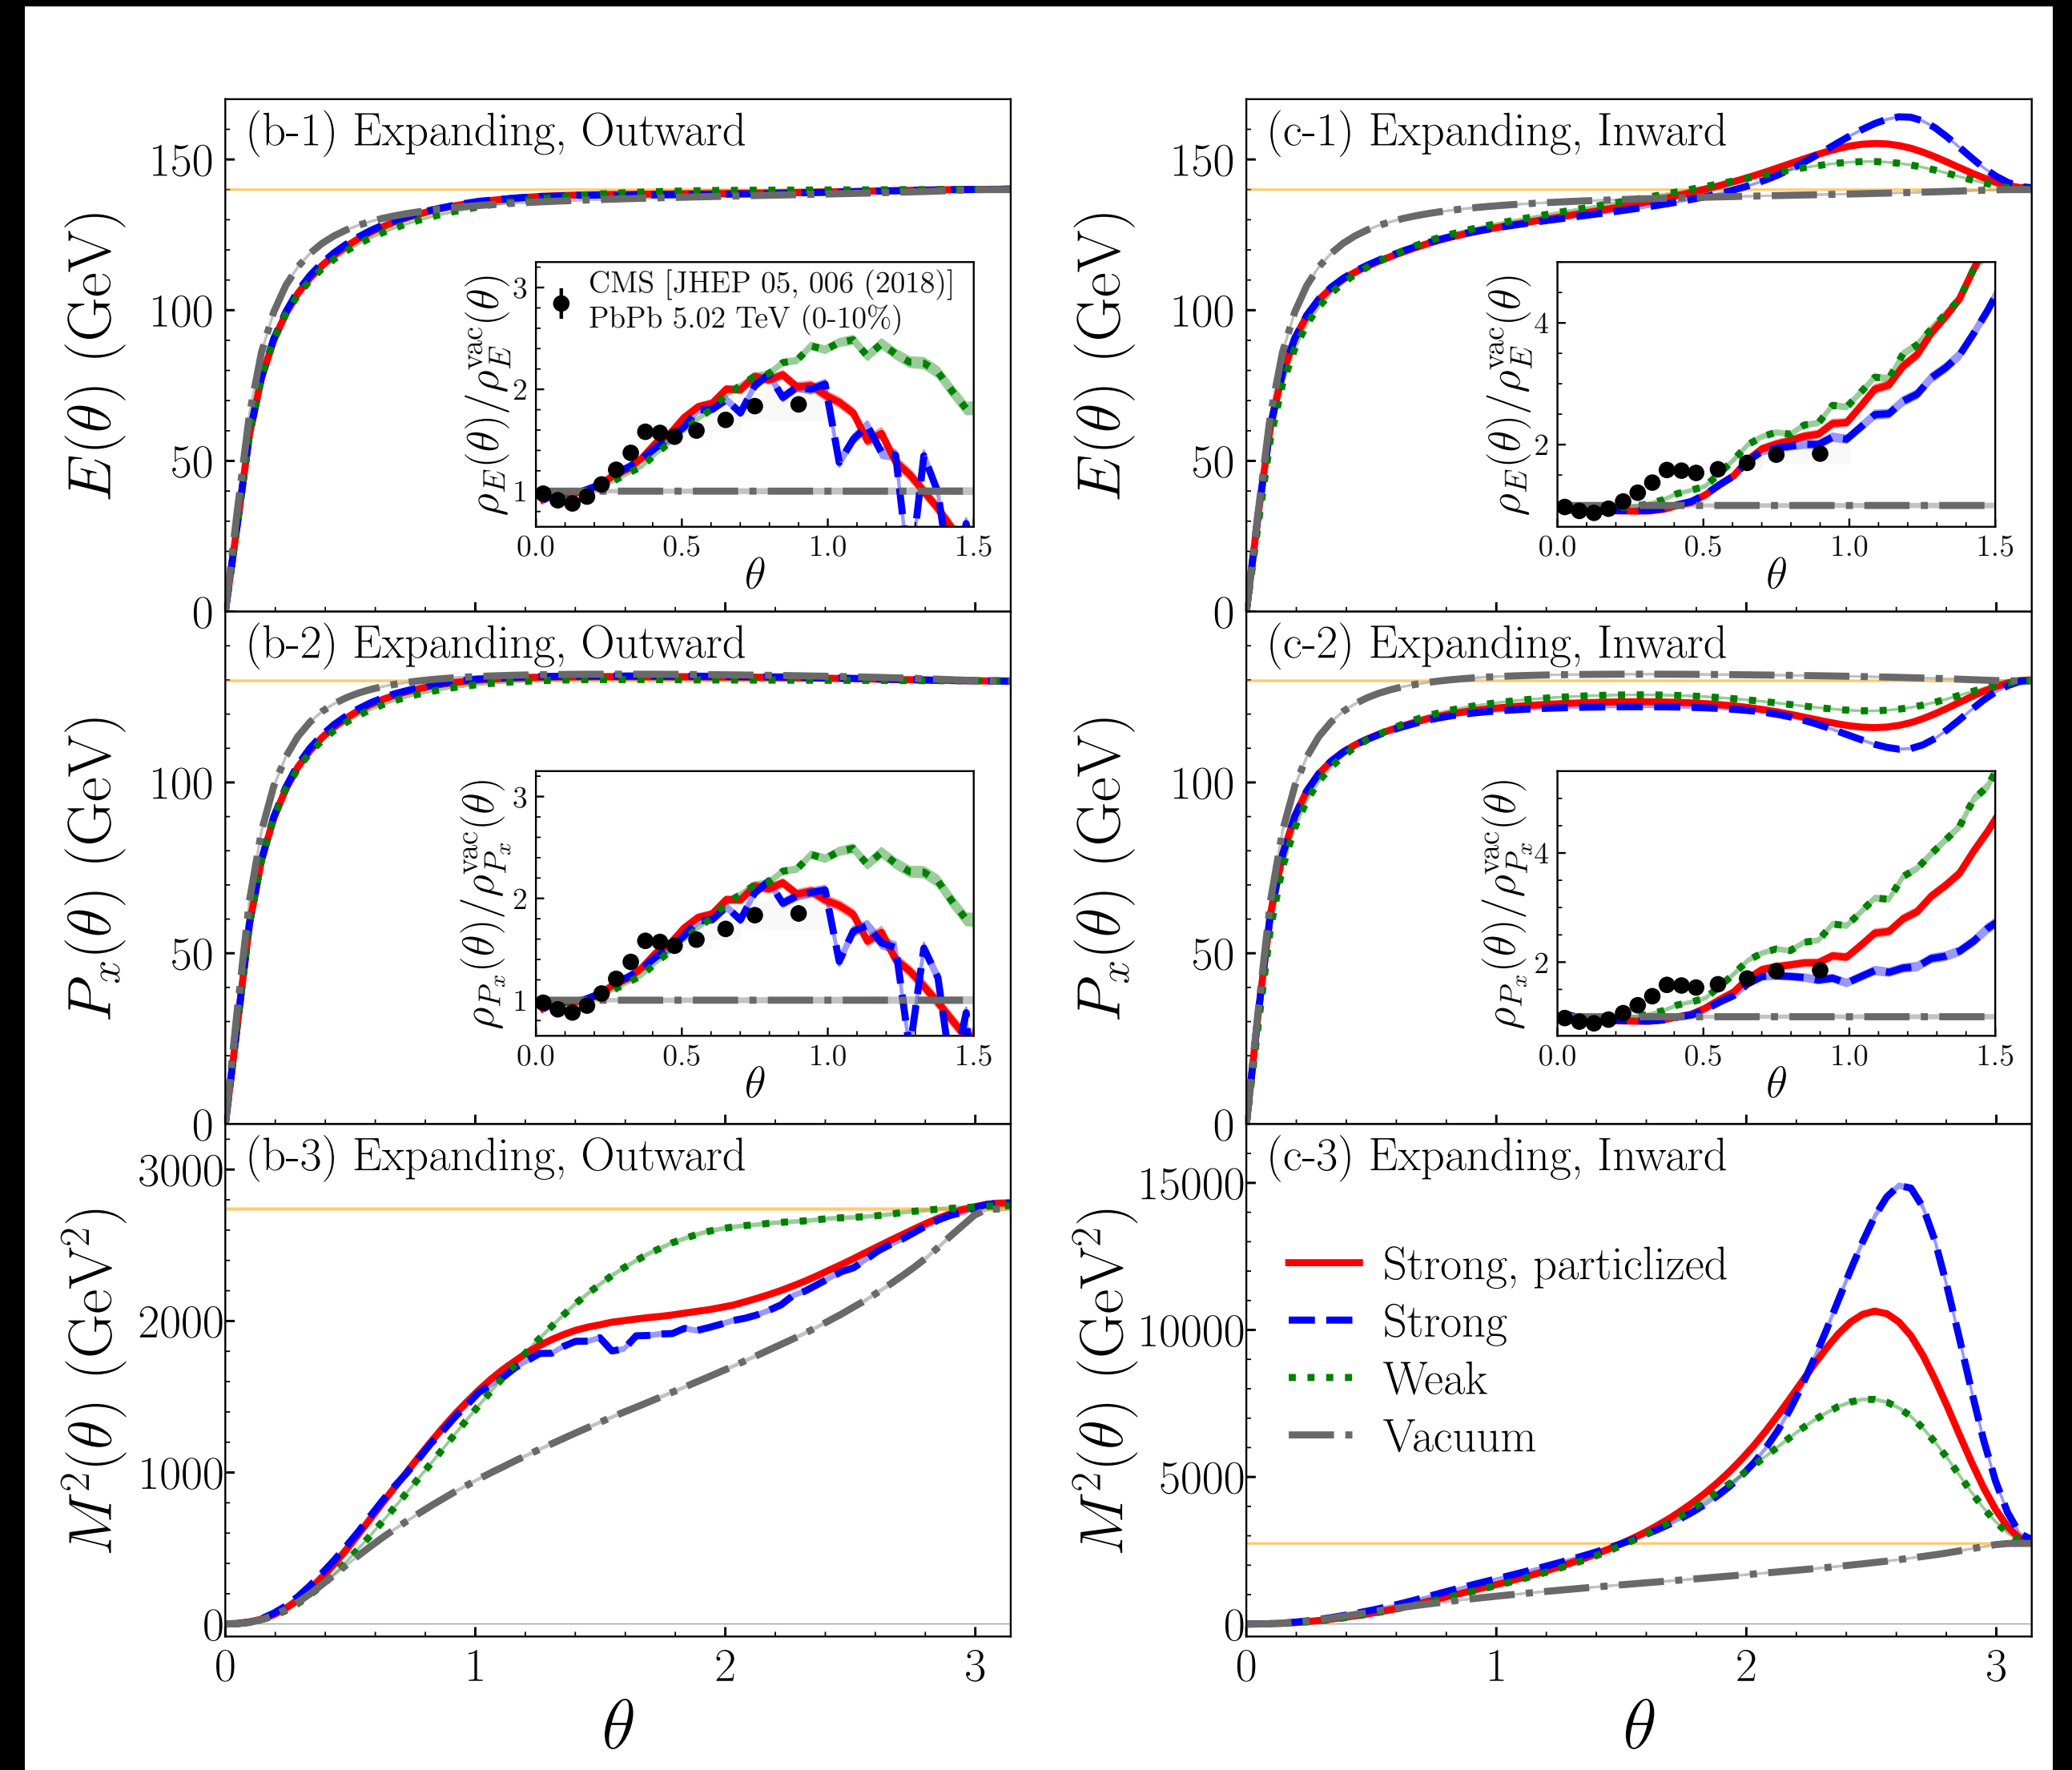 (b-1) Expanding, Outward
150
100
50
0
E(θ) (GeV)
CMS [JHEP 05, 006 (2018)]
PbPb 5.02 TeV (0-10%)
ρ_E(θ)/ρ_E^vac(θ)
3
2
1
0.0 0.5 1.0 1.5
θ
(c-1) Expanding, Inward
150
100
50
0
E(θ) (GeV)
ρ_E(θ)/ρ_E^vac(θ)
4
2
0.0 0.5 1.0 1.5
θ
(b-2) Expanding, Outward
100
50
0
P_x(θ) (GeV)
ρ_{P_x}(θ)/ρ_{P_x}^vac(θ)
3
2
1
0.0 0.5 1.0 1.5
θ
(c-2) Expanding, Inward
100
50
0
P_x(θ) (GeV)
ρ_{P_x}(θ)/ρ_{P_x}^vac(θ)
4
2
0.0 0.5 1.0 1.5
θ
(b-3) Expanding, Outward
3000
2000
1000
0
M²(θ) (GeV²)
0 1 2 3
θ
(c-3) Expanding, Inward
15000
10000
5000
0
M²(θ) (GeV²)
Strong, particlized
Strong
Weak
Vacuum
0 1 2 3
θ